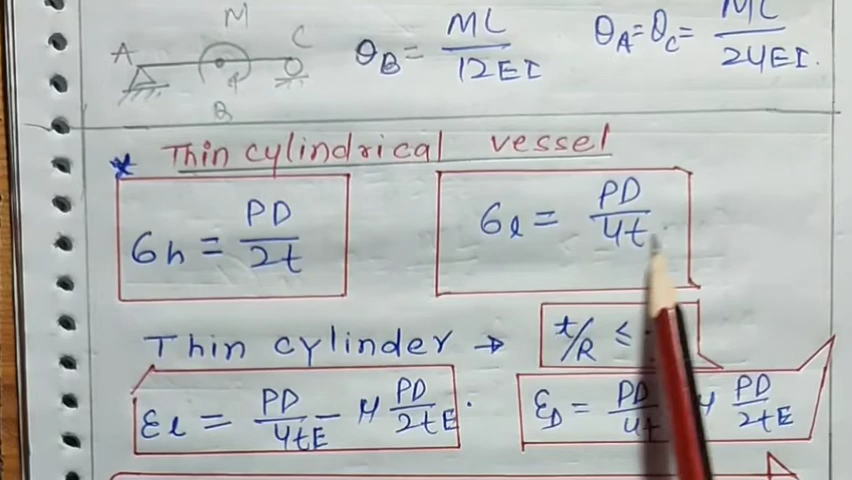 M
A C θB = ML/12EI θA = θC = ML/24EI.
B
* Thin cylindrical vessel
σh = PD/2t σl = PD/4t
Thin cylinder → t/R ≤
εl = PD/4tE - μ PD/2tE. εD = PD/4t μ PD/2tE